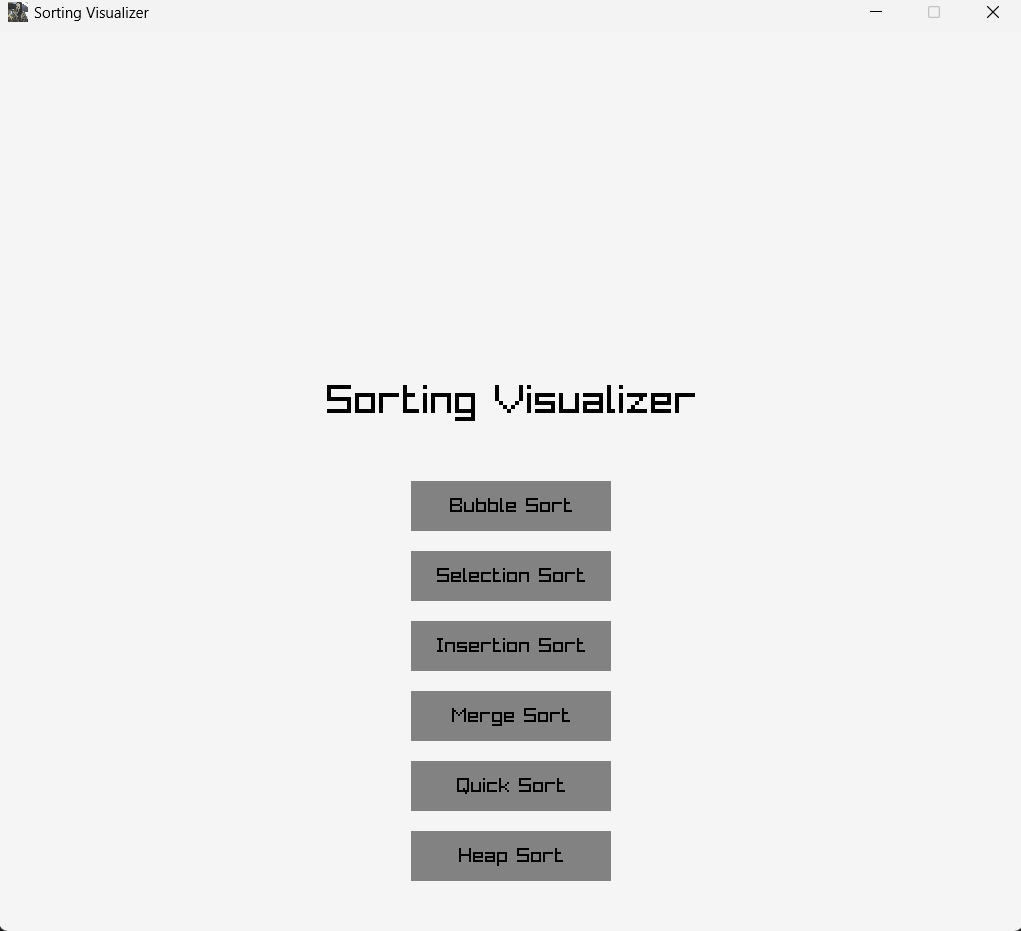 Sorting Visualizer
Sorting Visualizer
Bubble Sort
Selection Sort
Insertion Sort
Merge Sort
Quick Sort
Heap Sort